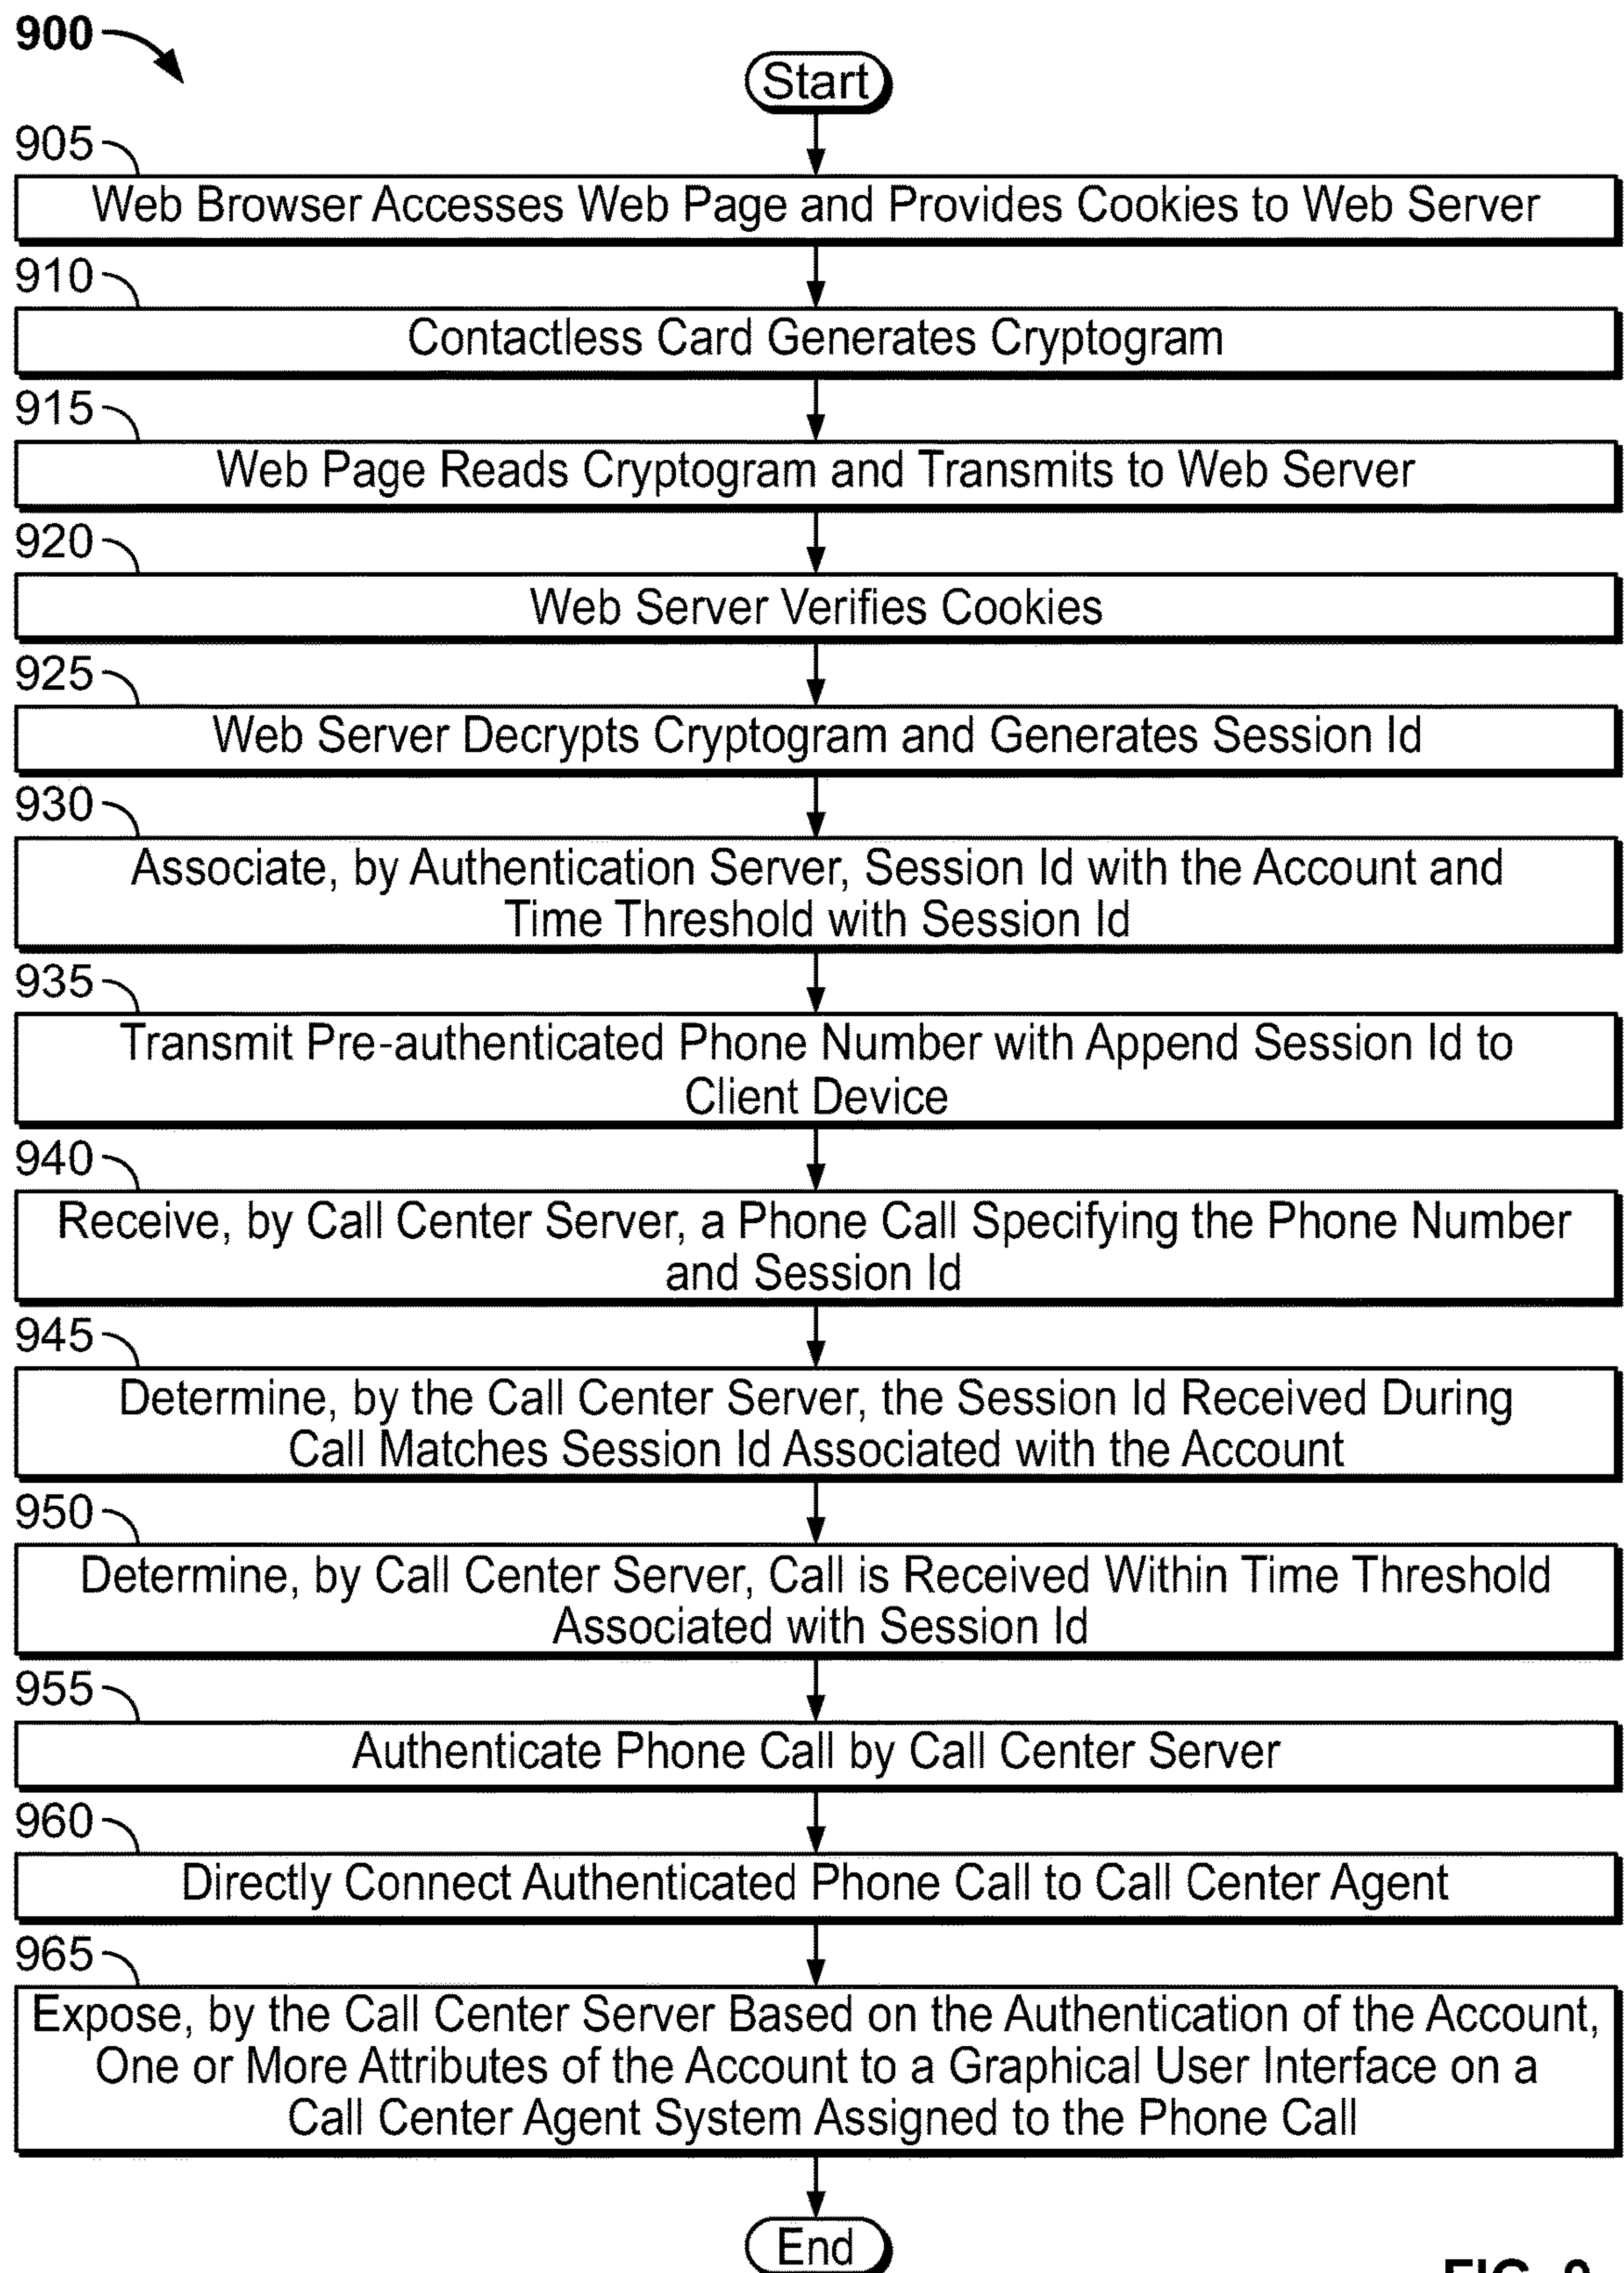 900
Start
905
Web Browser Accesses Web Page and Provides Cookies to Web Server
910
Contactless Card Generates Cryptogram
915
Web Page Reads Cryptogram and Transmits to Web Server
920
Web Server Verifies Cookies
925
Web Server Decrypts Cryptogram and Generates Session Id
930
Associate, by Authentication Server, Session Id with the Account and
Time Threshold with Session Id
935
Transmit Pre-authenticated Phone Number with Append Session Id to
Client Device
940
Receive, by Call Center Server, a Phone Call Specifying the Phone Number
and Session Id
945
Determine, by the Call Center Server, the Session Id Received During
Call Matches Session Id Associated with the Account
950
Determine, by Call Center Server, Call is Received Within Time Threshold
Associated with Session Id
955
Authenticate Phone Call by Call Center Server
960
Directly Connect Authenticated Phone Call to Call Center Agent
965
Expose, by the Call Center Server Based on the Authentication of the Account,
One or More Attributes of the Account to a Graphical User Interface on a
Call Center Agent System Assigned to the Phone Call
End
FIG.